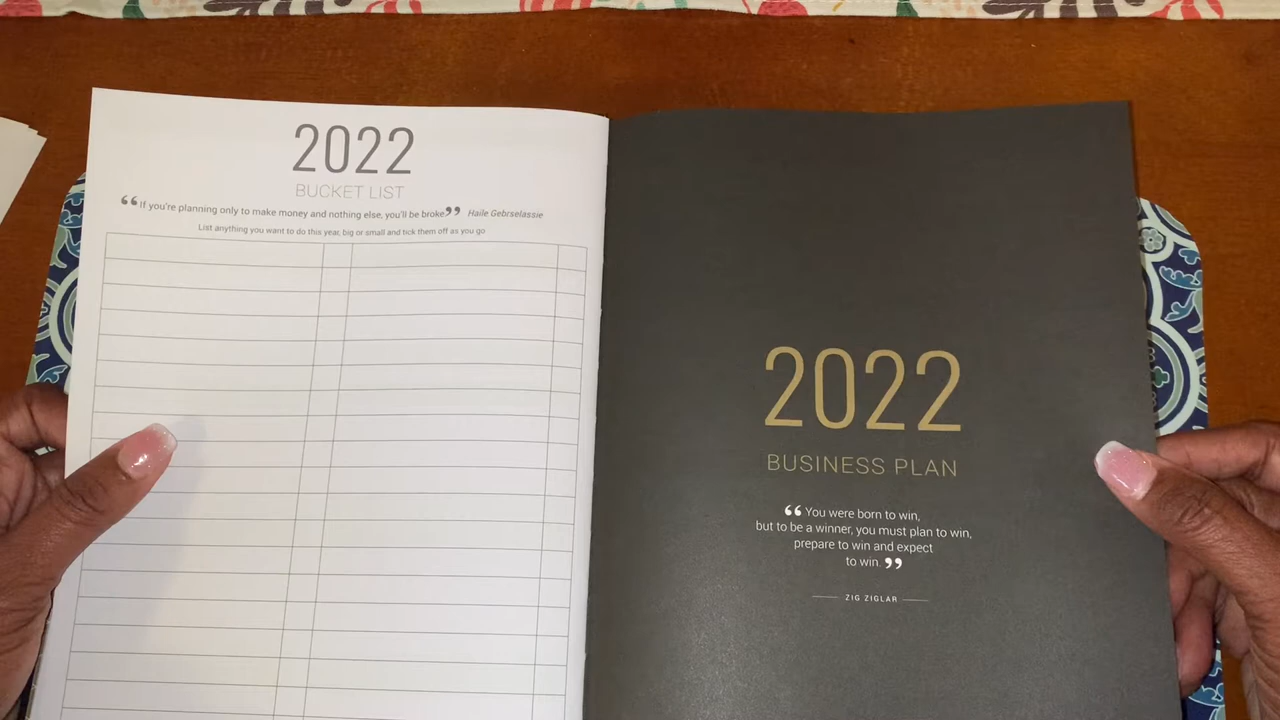 2022
BUCKET LIST
❝If you're planning only to make money and nothing else, you'll be broke❞ Haile Gebrselassie
List anything you want to do this year, big or small and tick them off as you go
2022
BUSINESS PLAN
❝You were born to win,
but to be a winner, you must plan to win,
prepare to win and expect
to win.❞
ZIG ZIGLAR